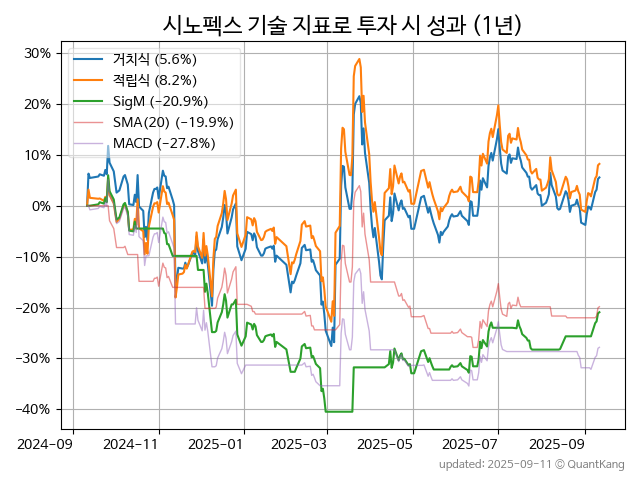 시노펙스 기술 지표로 투자 시 성과 (1년)
30%
20%
10%
0%
−10%
−20%
−30%
−40%
거치식 (5.6%)
적립식 (8.2%)
SigM (−20.9%)
SMA(20) (−19.9%)
MACD (−27.8%)
2024-09
2024-11
2025-01
2025-03
2025-05
2025-07
2025-09
updated: 2025-09-11 © QuantKang